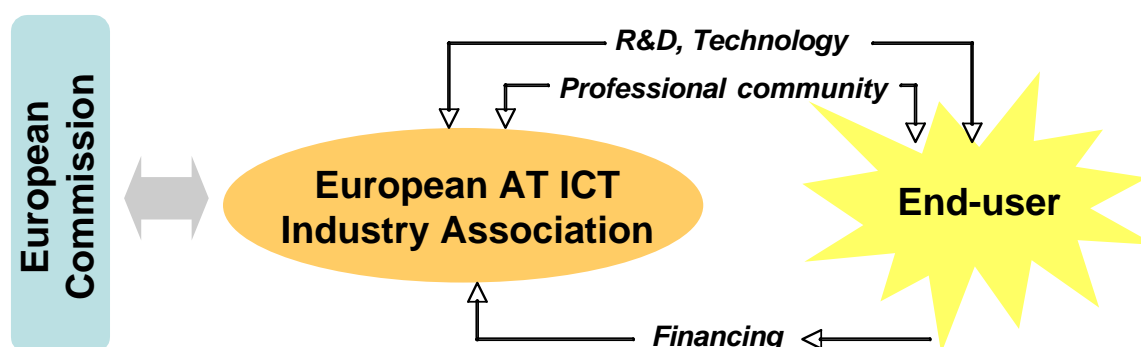 European
Commission
R&D, Technology
Professional community
European AT ICT
Industry Association
End-user
Financing